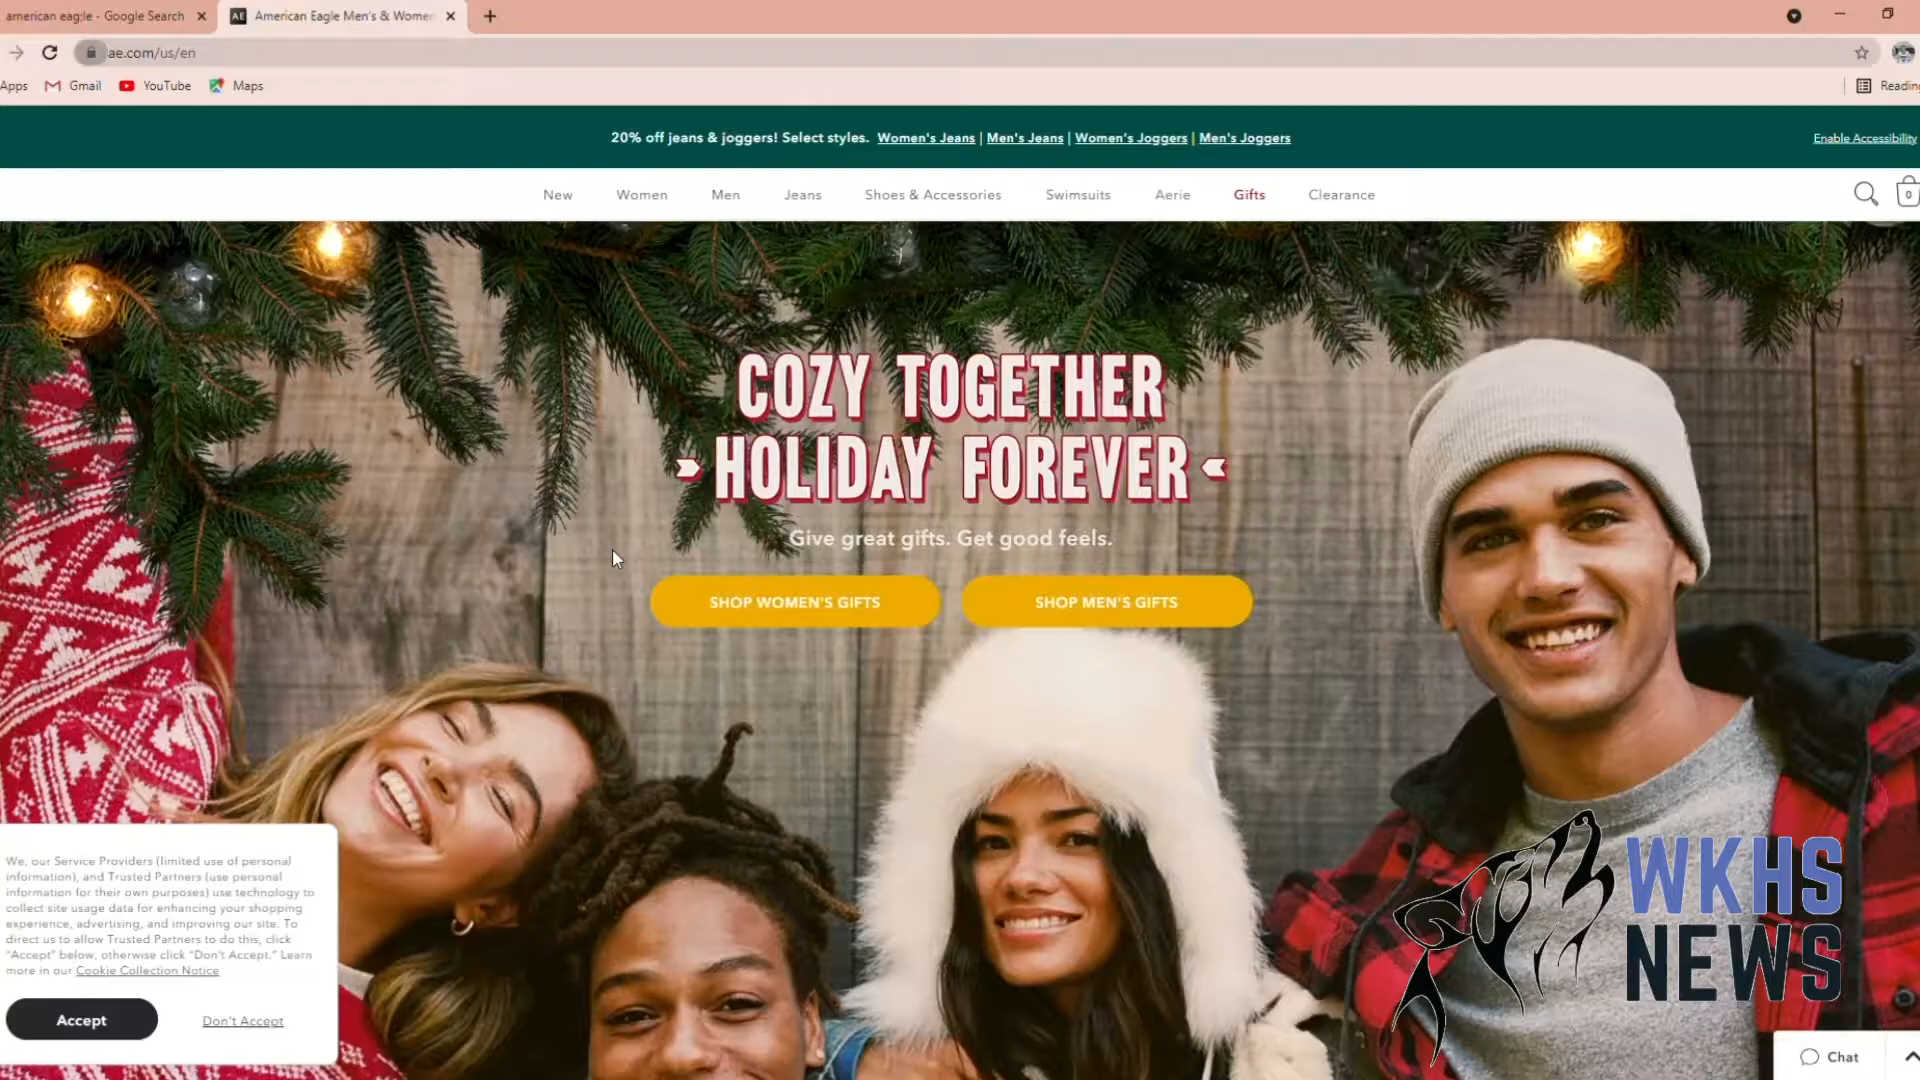 american eag;le - Google Search
AE American Eagle Men's & Women
ae.com/us/en
Apps Gmail YouTube Maps
Reading
20% off jeans & joggers! Select styles. Women's Jeans | Men's Jeans | Women's Joggers | Men's Joggers
Enable Accessibility
New Women Men Jeans Shoes & Accessories Swimsuits Aerie Gifts Clearance
0
COZY TOGETHER
HOLIDAY FOREVER
Give great gifts. Get good feels.
SHOP WOMEN'S GIFTS SHOP MEN'S GIFTS
We, our Service Providers (limited use of personal
information), and Trusted Partners (use personal
information for their own purposes) use technology to
collect site usage data for enhancing your shopping
experience, advertising, and improving our site. To
direct us to allow Trusted Partners to do this, click
"Accept" below, otherwise click "Don't Accept." Learn
more in our Cookie Collection Notice
Accept Don't Accept
WKHS
NEWS
Chat